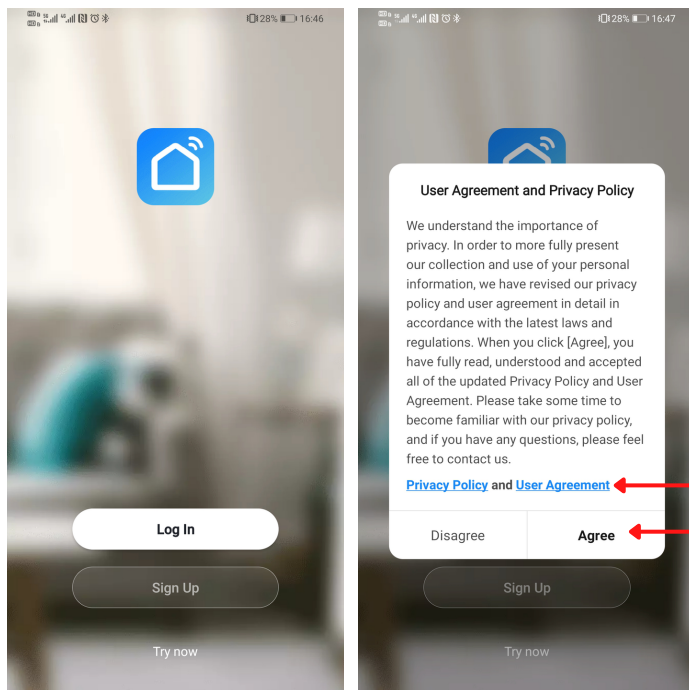 28% 16:46
Log In
Sign Up
Try now
28% 16:47
User Agreement and Privacy Policy
We understand the importance of
privacy. In order to more fully present
our collection and use of your personal
information, we have revised our privacy
policy and user agreement in detail in
accordance with the latest laws and
regulations. When you click [Agree], you
have fully read, understood and accepted
all of the updated Privacy Policy and User
Agreement. Please take some time to
become familiar with our privacy policy,
and if you have any questions, please feel
free to contact us.
Privacy Policy and User Agreement
Disagree Agree
Sign Up
Try now